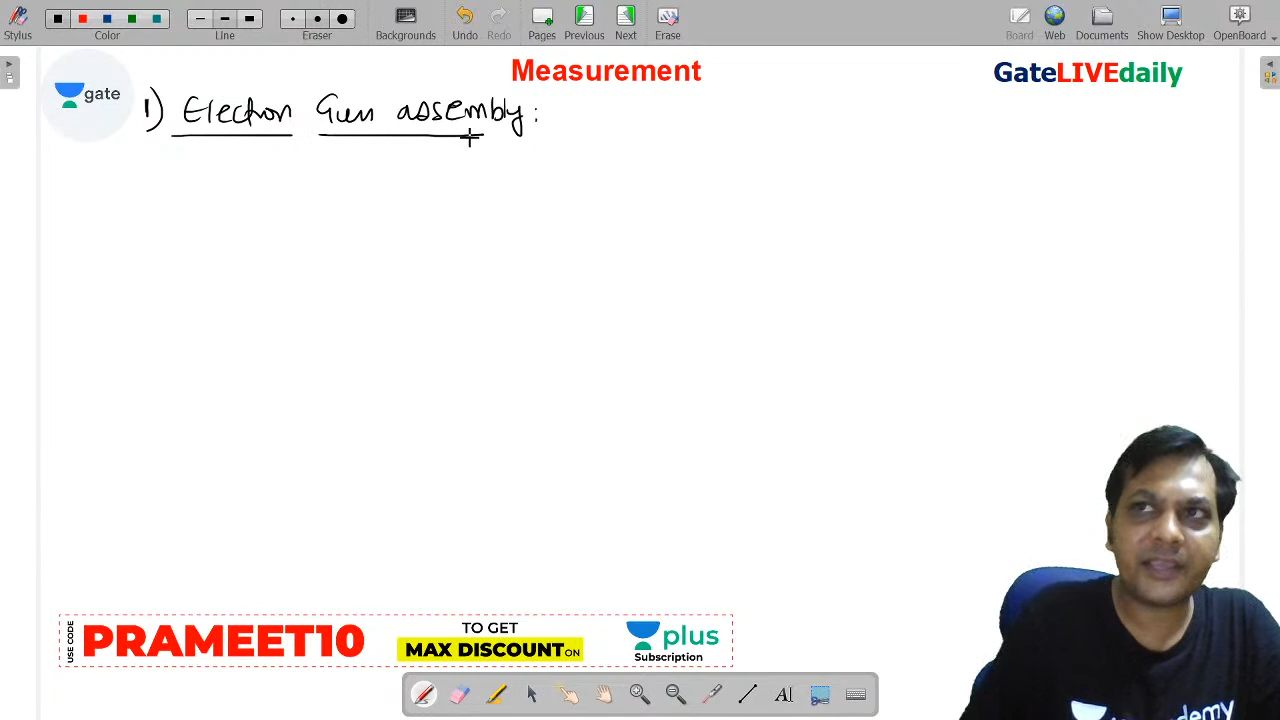 Stylus
Color
Line
Eraser
Backgrounds
Undo
Redo
Pages
Previous
Next
Erase
Board
Web
Documents
Show Desktop
OpenBoard
gate
Measurement
GateLIVEdaily
1) Electron Gun assembly:
USE CODE
PRAMEET10
TO GET
MAX DISCOUNT ON
plus
Subscription